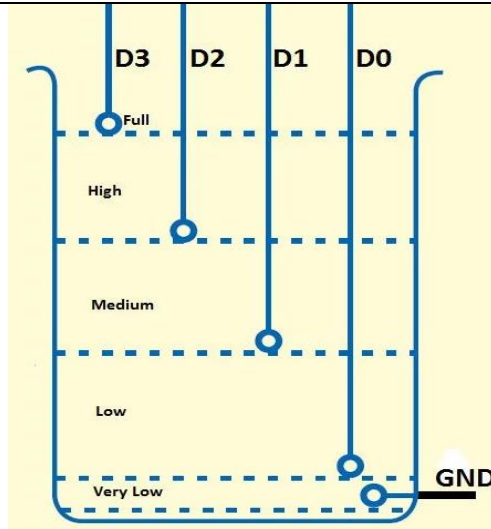 D3 D2 D1 D0
Full
High
Medium
Low
Very Low
GND